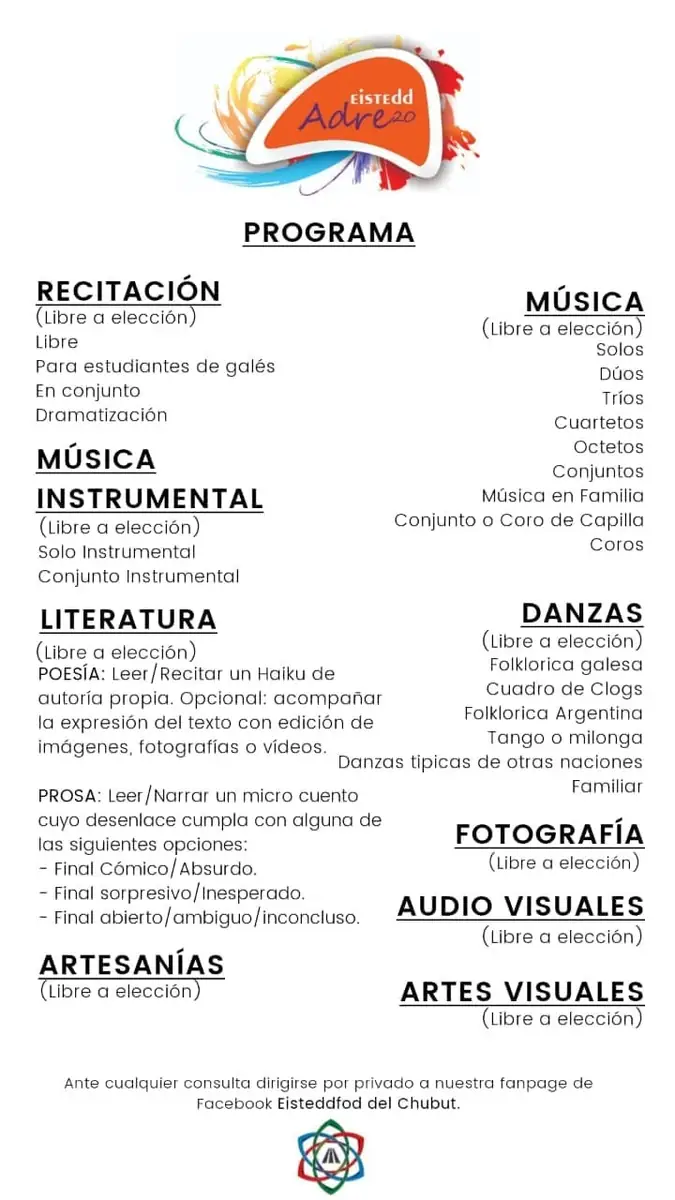 EISTEDD
Adre 20
PROGRAMA
RECITACIÓN
(Libre a elección)
Libre
Para estudiantes de galés
En conjunto
Dramatización
MÚSICA
INSTRUMENTAL
(Libre a elección)
Solo Instrumental
Conjunto Instrumental
LITERATURA
(Libre a elección)
POESÍA: Leer/Recitar un Haiku de
autoría propia. Opcional: acompañar
la expresión del texto con edición de
imágenes, fotografías o vídeos.
PROSA: Leer/Narrar un micro cuento
cuyo desenlace cumpla con alguna de
las siguientes opciones:
- Final Cómico/Absurdo.
- Final sorpresivo/Inesperado.
- Final abierto/ambiguo/inconcluso.
ARTESANÍAS
(Libre a elección)
MÚSICA
(Libre a elección)
Solos
Dúos
Tríos
Cuartetos
Octetos
Conjuntos
Música en Familia
Conjunto o Coro de Capilla
Coros
DANZAS
(Libre a elección)
Folklorica galesa
Cuadro de Clogs
Folklorica Argentina
Tango o milonga
Danzas tipicas de otras naciones
Familiar
FOTOGRAFÍA
(Libre a elección)
AUDIO VISUALES
(Libre a elección)
ARTES VISUALES
(Libre a elección)
Ante cualquier consulta dirigirse por privado a nuestra fanpage de
Facebook Eisteddfod del Chubut.